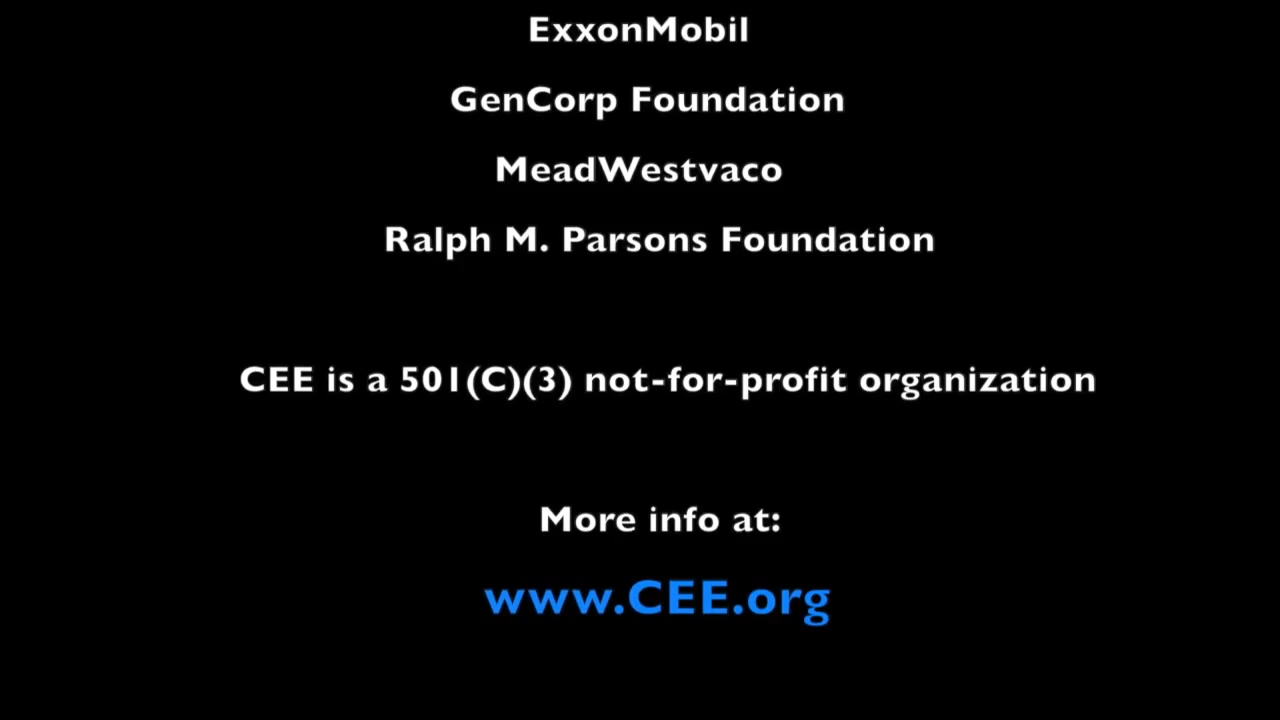 ExxonMobil
GenCorp Foundation
MeadWestvaco
Ralph M. Parsons Foundation
CEE is a 501(C)(3) not-for-profit organization
More info at:
www.CEE.org